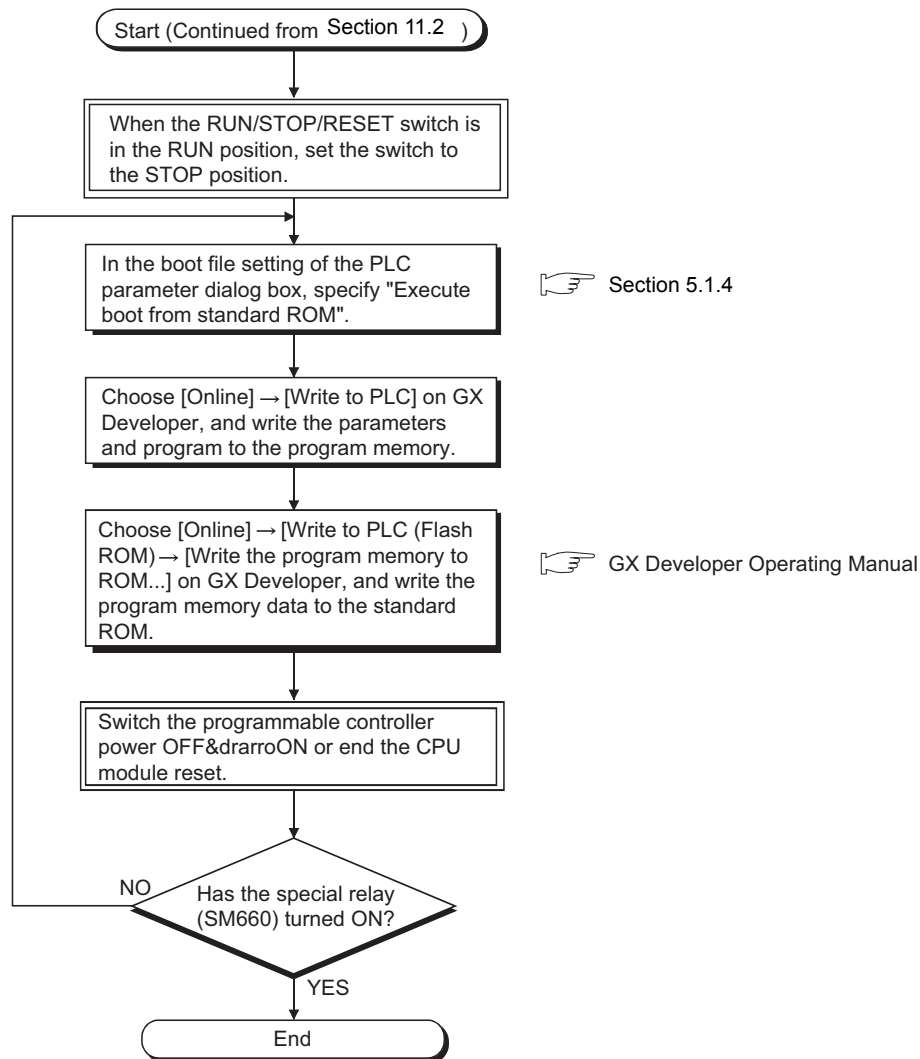 Start (Continued from Section 11.2 )
When the RUN/STOP/RESET switch is
in the RUN position, set the switch to
the STOP position.
In the boot file setting of the PLC
parameter dialog box, specify "Execute
boot from standard ROM".
Section 5.1.4
Choose [Online] → [Write to PLC] on GX
Developer, and write the parameters
and program to the program memory.
Choose [Online] → [Write to PLC (Flash
ROM) → [Write the program memory to
ROM...] on GX Developer, and write the
program memory data to the standard
ROM.
GX Developer Operating Manual
Switch the programmable controller
power OFF&drarroON or end the CPU
module reset.
NO
Has the special relay
(SM660) turned ON?
YES
End